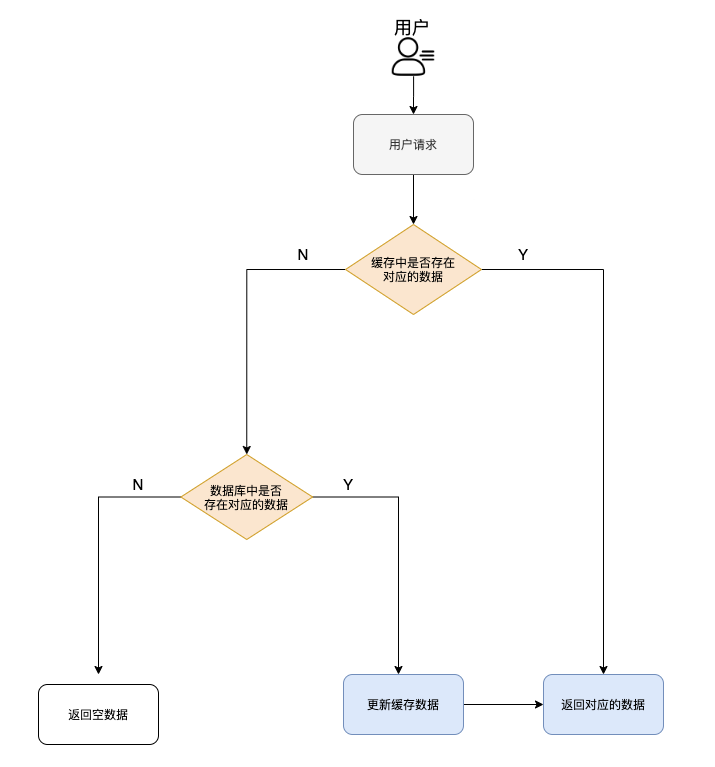 用户
用户请求
N
Y
缓存中是否存在
对应的数据
N
Y
数据库中是否
存在对应的数据
返回空数据
更新缓存数据
返回对应的数据